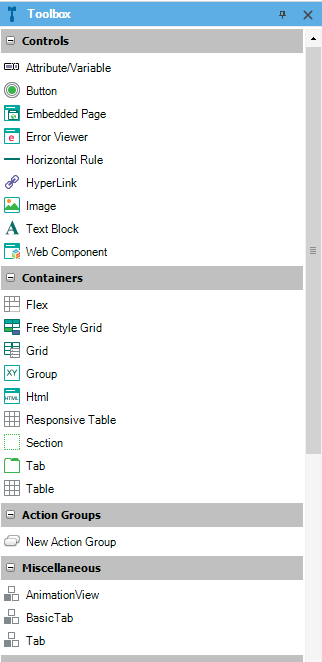 Toolbox
Controls
Attribute/Variable
Button
Embedded Page
e
Error Viewer
Horizontal Rule
HyperLink
Image
A
Text Block
Web Component
Containers
Flex
Free Style Grid
Grid
XY
Group
HTML
Html
Responsive Table
Section
Tab
Table
Action Groups
New Action Group
Miscellaneous
AnimationView
BasicTab
Tab